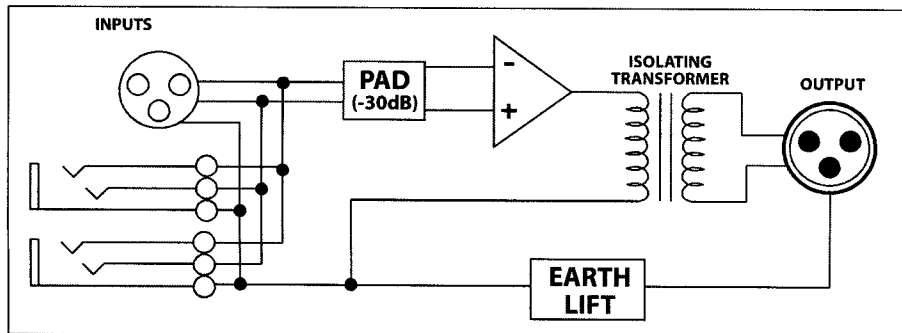 INPUTS
PAD
(-30dB)
-
+
ISOLATING
TRANSFORMER
OUTPUT
EARTH
LIFT